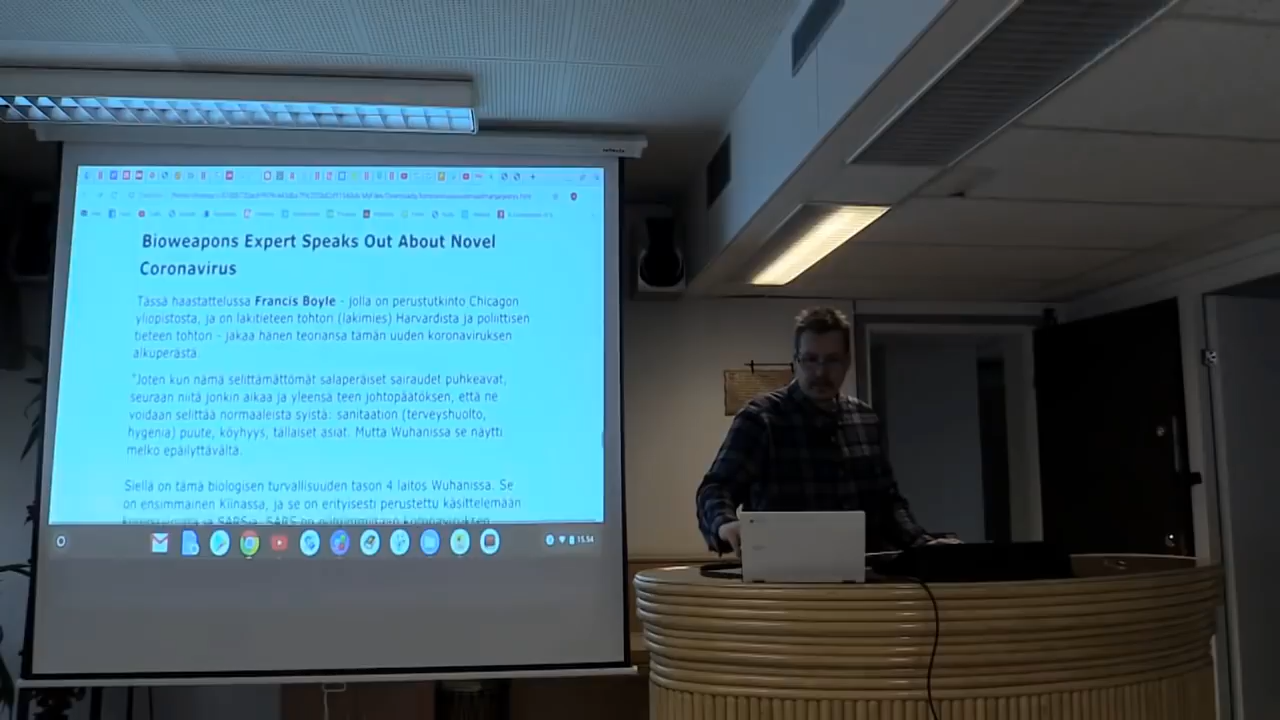 Bioweapons Expert Speaks Out About Novel
Coronavirus
Tässä haastattelussa Francis Boyle - jolla on perustutkinto Chicagon
yliopistosta, ja on lakitieteen tohtori (lakimies) Harvardista ja poliittisen
tieteen tohtori - jakaa hänen teoriansa tämän uuden koronaviruksen
alkuperästä.
"Joten kun nämä selittämättömät salaperäiset sairaudet puhkeavat,
seuraan niitä jonkin aikaa ja yleensä teen johtopäätöksen, että ne
voidaan selittää normaaleista syistä: sanitaation (terveyshuolto,
hygenia) puute, köyhyys, tällaiset asiat. Mutta Wuhanissa se näytti
melko epäilyttävältä.
Siellä on tämä biologisen turvallisuuden tason 4 laitos Wuhanissa. Se
on ensimmäinen Kiinassa, ja se on erityisesti perustettu käsittelemään
15.54